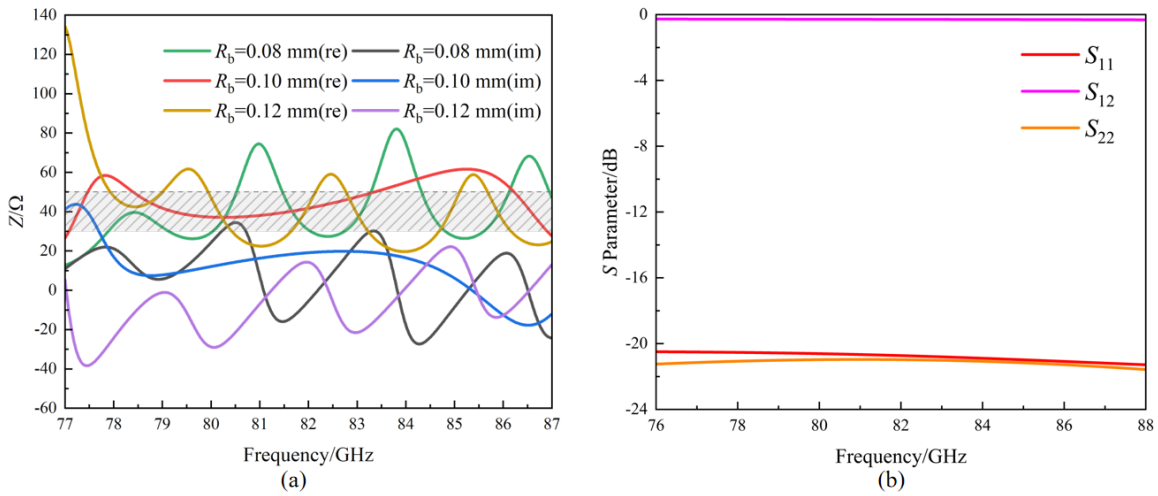 140
120
100
80
60
40
20
0
-20
-40
-60
Z/Ω
R_b=0.08 mm(re) R_b=0.08 mm(im)
R_b=0.10 mm(re) R_b=0.10 mm(im)
R_b=0.12 mm(re) R_b=0.12 mm(im)
77 78 79 80 81 82 83 84 85 86 87
Frequency/GHz
(a)
0
-4
-8
-12
-16
-20
-24
S Parameter/dB
S_11
S_12
S_22
76 78 80 82 84 86 88
Frequency/GHz
(b)